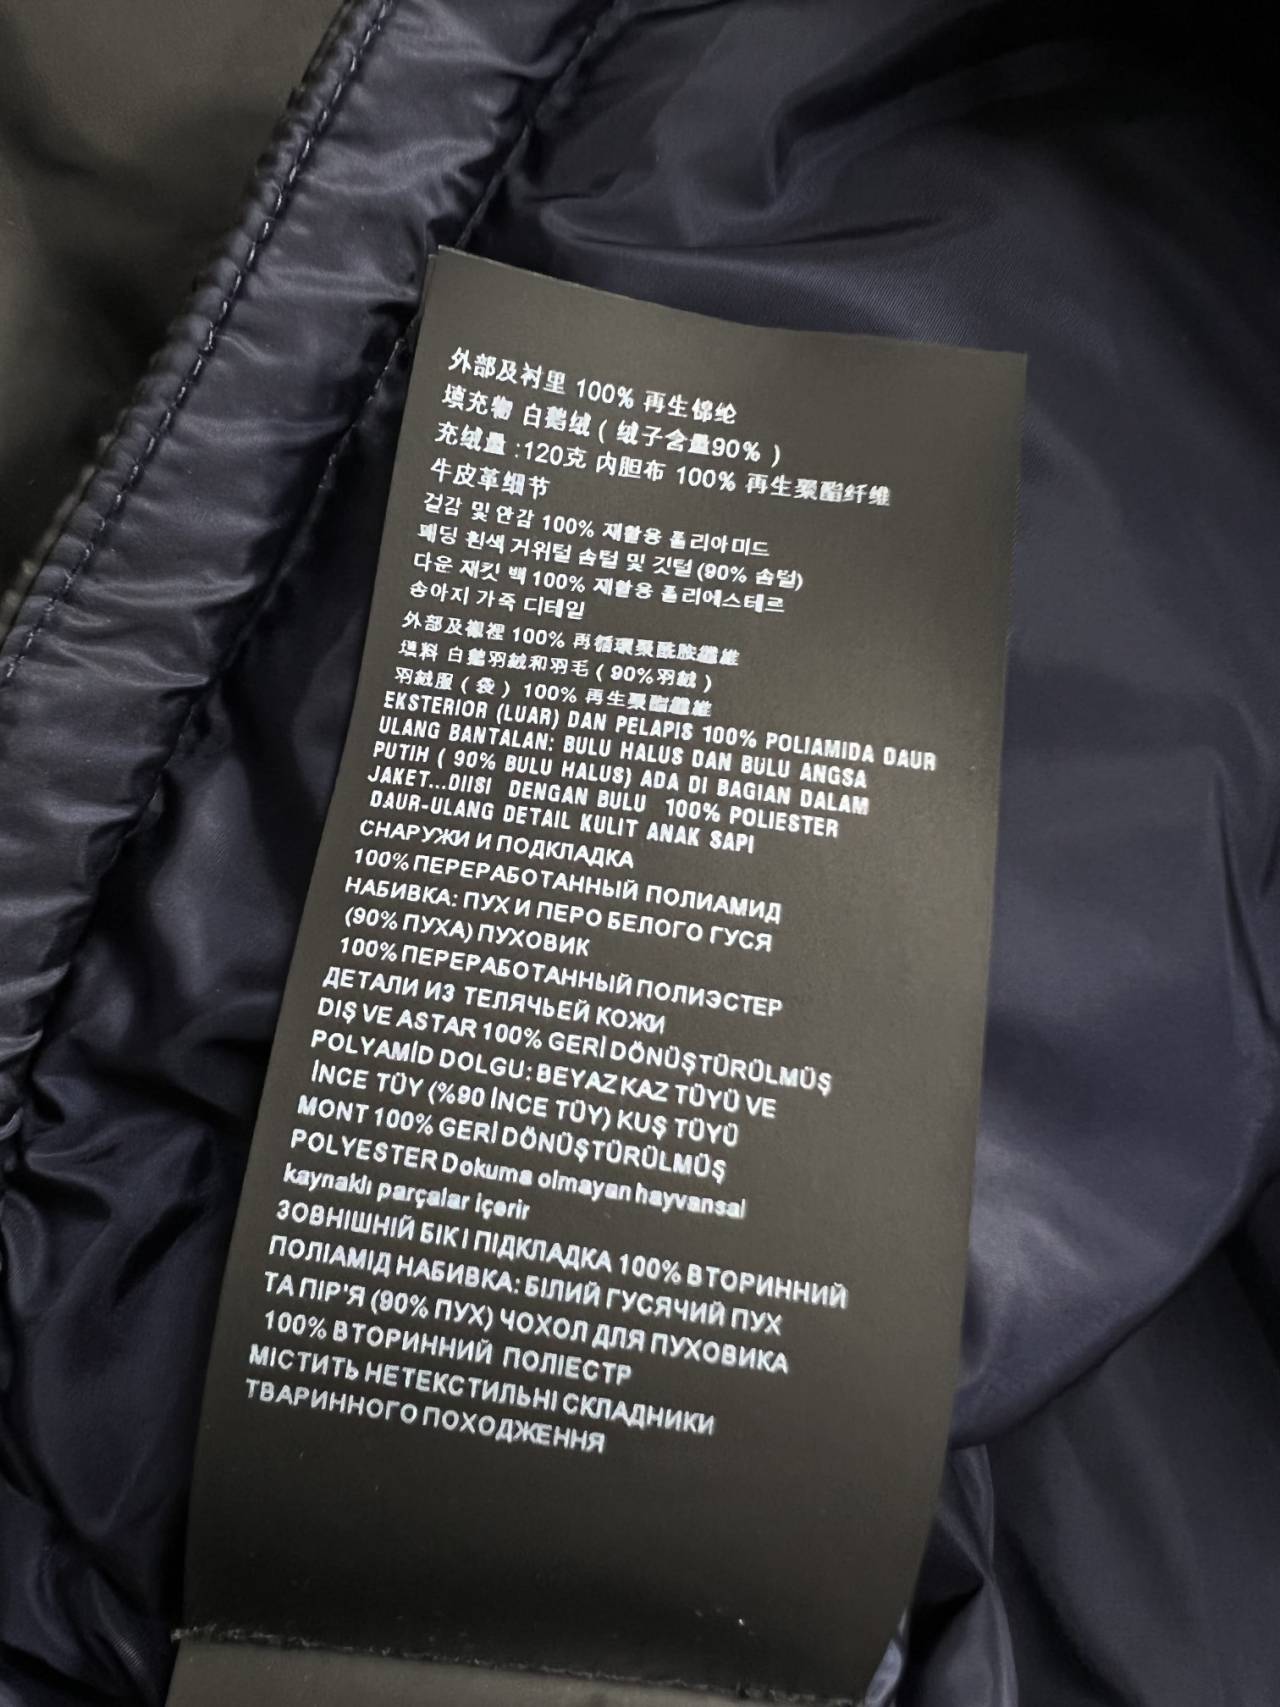 外部及衬里 100% 再生锦纶
填充物 白鹅绒 ( 绒子含量90% )
充绒量 :120克 内胆布 100% 再生聚酯纤维
牛皮革细节
겉감 및 안감 100% 재활용 폴리아미드
패딩 흰색 거위털 솜털 및 깃털 (90% 솜털)
다운 재킷 백 100% 재활용 폴리에스테르
송아지 가죽 디테일
外部及襯裡 100% 再循環聚酰胺纖維
填料 白鵝羽絨和羽毛 ( 90%羽絨 )
羽絨服 ( 袋 ) 100% 再生聚酯纖維
EKSTERIOR (LUAR) DAN PELAPIS 100% POLIAMIDA DAUR
ULANG BANTALAN: BULU HALUS DAN BULU ANGSA
PUTIH ( 90% BULU HALUS) ADA DI BAGIAN DALAM
JAKET...DIISI DENGAN BULU 100% POLIESTER
DAUR-ULANG DETAIL KULIT ANAK SAPI
СНАРУЖИ И ПОДКЛАДКА
100% ПЕРЕРАБОТАННЫЙ ПОЛИАМИД
НАБИВКА: ПУХ И ПЕРО БЕЛОГО ГУСЯ
(90% ПУХА) ПУХОВИК
100% ПЕРЕРАБОТАННЫЙ ПОЛИЭСТЕР
ДЕТАЛИ ИЗ ТЕЛЯЧЬЕЙ КОЖИ
DIŞ VE ASTAR 100% GERİ DÖNÜŞTÜRÜLMÜŞ
POLYAMİD DOLGU: BEYAZ KAZ TÜYÜ VE
İNCE TÜY (%90 İNCE TÜY) KUŞ TÜYÜ
MONT 100% GERİ DÖNÜŞTÜRÜLMÜŞ
POLYESTER Dokuma olmayan hayvansal
kaynaklı parçalar içerir
ЗОВНІШНІЙ БІК І ПІДКЛАДКА 100% ВТОРИННИЙ
ПОЛІАМІД НАБИВКА: БІЛИЙ ГУСЯЧИЙ ПУХ
ТА ПІР'Я (90% ПУХ) ЧОХОЛ ДЛЯ ПУХОВИКА
100% ВТОРИННИЙ ПОЛІЕСТР
МІСТИТЬ НЕТЕКСТИЛЬНІ СКЛАДНИКИ
ТВАРИННОГО ПОХОДЖЕННЯ